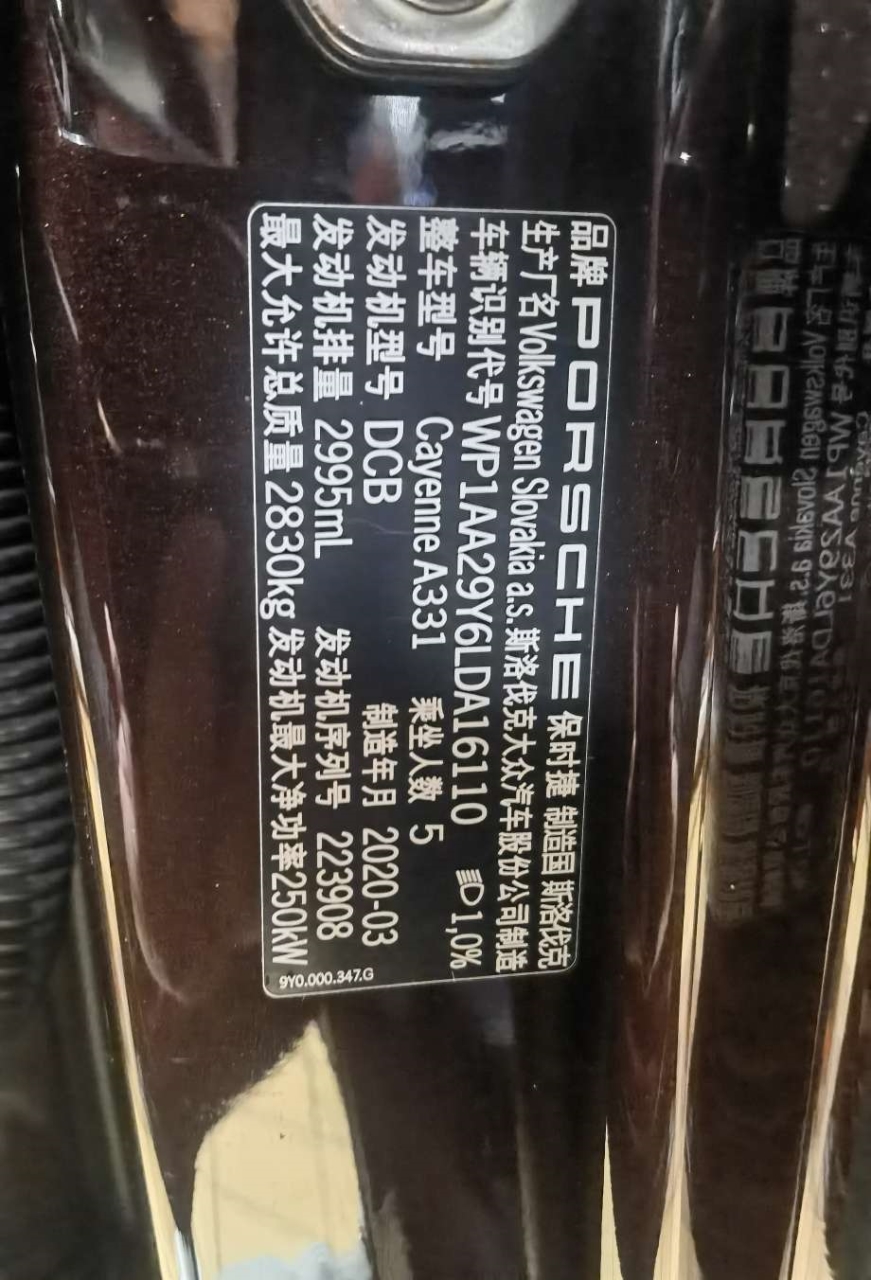 品牌 PORSCHE 保时捷 制造国 斯洛伐克
生产厂名 Volkswagen Slovakia a.s. 斯洛伐克大众汽车股份公司制造
车辆识别代号 WP1AA29Y6LDA16110 1,0%
整车型号 Cayenne A331 乘坐人数 5
发动机型号 DCB 制造年月 2020-03
发动机排量 2995mL 发动机序列号 223908
最大允许总质量 2830kg 发动机最大净功率250kW
9Y0.000.347.G